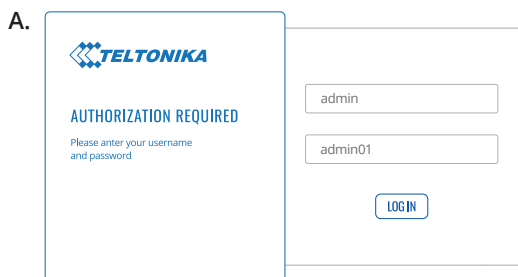 A.
TELTONIKA
AUTHORIZATION REQUIRED
Please anter your username
and password
admin
admin01
LOG IN